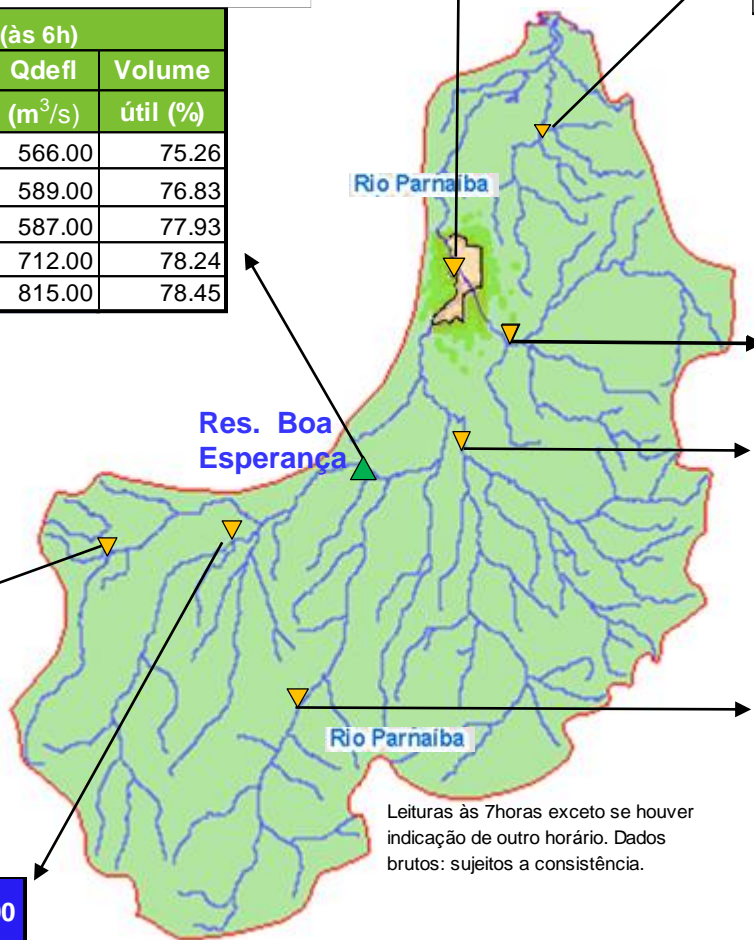 (às 6h)
Qdefl Volume
(m³/s) útil (%)
566.00 75.26
589.00 76.83
587.00 77.93
712.00 78.24
815.00 78.45
Rio Parnaíba
Res. Boa
Esperança
Rio Parnaíba
Leituras às 7horas exceto se houver
indicação de outro horário. Dados
brutos: sujeitos a consistência.